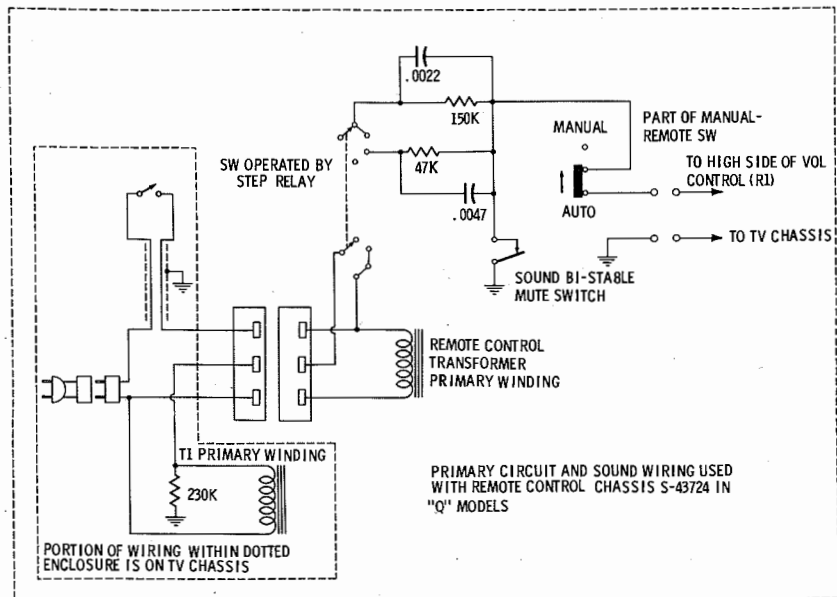 .0022
150K
PART OF MANUAL-
REMOTE SW
MANUAL
TO HIGH SIDE OF VOL
CONTROL (R1)
SW OPERATED BY
STEP RELAY
47K
AUTO
.0047
TO TV CHASSIS
SOUND BI-STABLE
MUTE SWITCH
REMOTE CONTROL
TRANSFORMER
PRIMARY WINDING
T1 PRIMARY WINDING
230K
PRIMARY CIRCUIT AND SOUND WIRING USED
WITH REMOTE CONTROL CHASSIS S-43724 IN
"Q" MODELS
PORTION OF WIRING WITHIN DOTTED
ENCLOSURE IS ON TV CHASSIS